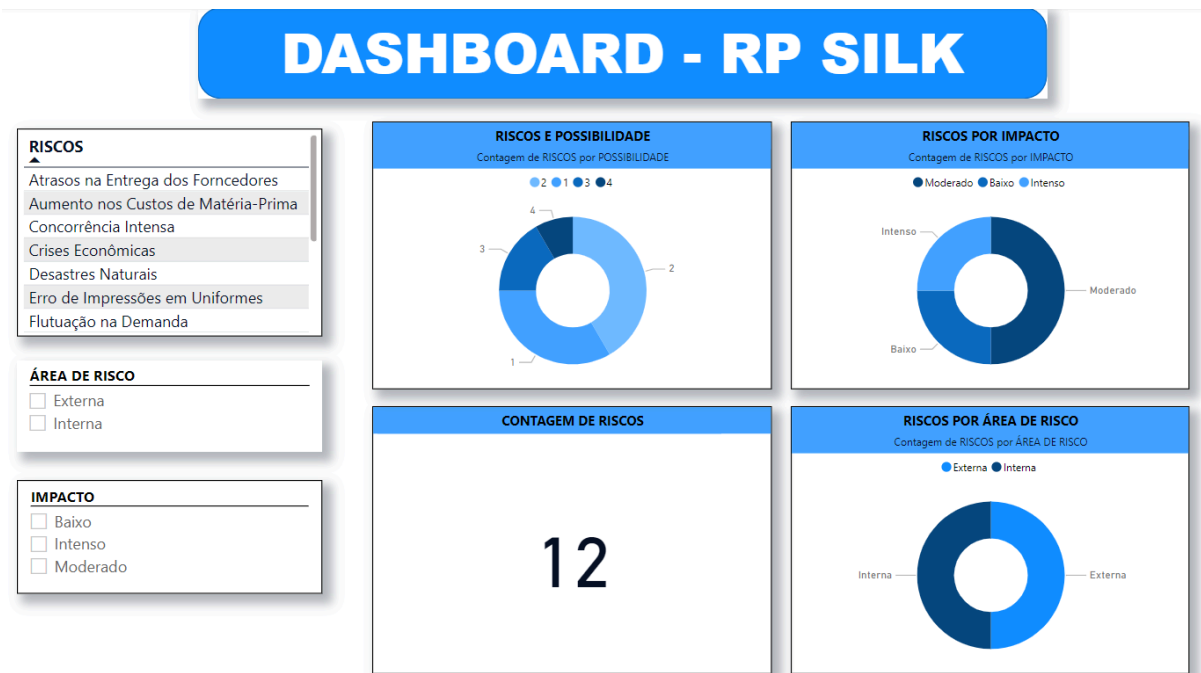 DASHBOARD - RP SILK
RISCOS
Atrasos na Entrega dos Forncedores
Aumento nos Custos de Matéria-Prima
Concorrência Intensa
Crises Econômicas
Desastres Naturais
Erro de Impressões em Uniformes
Flutuação na Demanda
ÁREA DE RISCO
Externa
Interna
IMPACTO
Baixo
Intenso
Moderado
RISCOS E POSSIBILIDADE
Contagem de RISCOS por POSSIBILIDADE
2 1 3 4
4
3
2
1
RISCOS POR IMPACTO
Contagem de RISCOS por IMPACTO
Moderado Baixo Intenso
Intenso
Moderado
Baixo
CONTAGEM DE RISCOS
12
RISCOS POR ÁREA DE RISCO
Contagem de RISCOS por ÁREA DE RISCO
Externa Interna
Interna
Externa